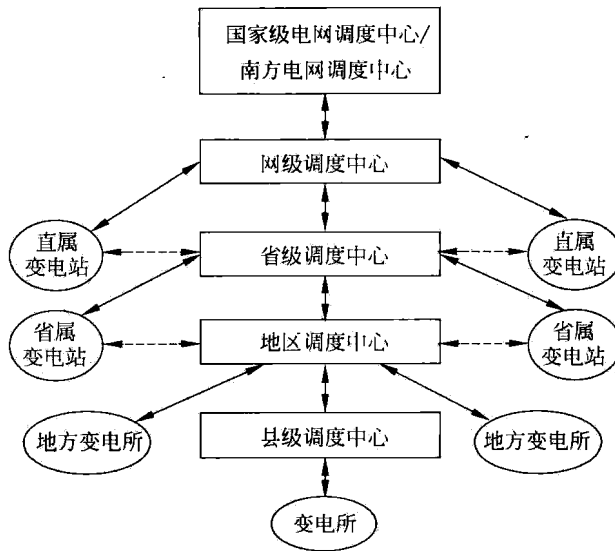 国家级电网调度中心/
南方电网调度中心
网级调度中心
直属
变电站
省级调度中心
直属
变电站
省属
变电站
地区调度中心
省属
变电站
地方变电所
县级调度中心
地方变电所
变电所